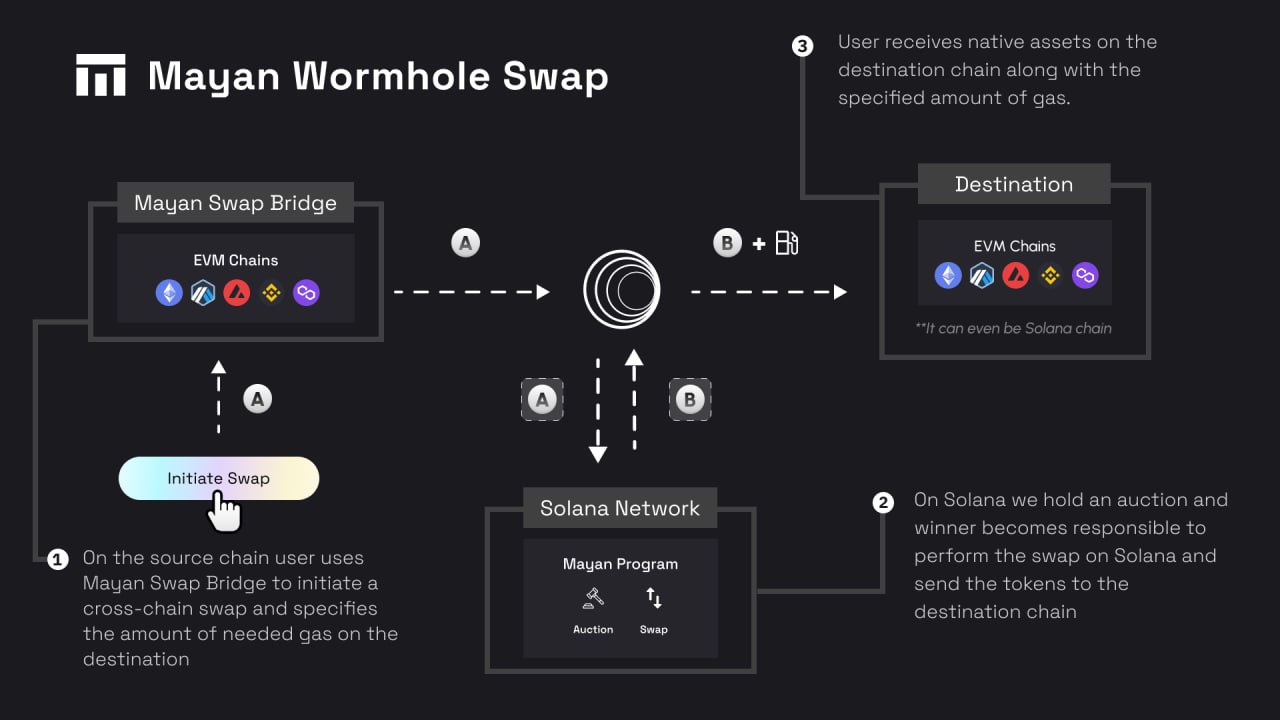 Mayan Wormhole Swap
3
User receives native assets on the
destination chain along with the
specified amount of gas.
Mayan Swap Bridge
EVM Chains
A
B +
Destination
EVM Chains
**It can even be Solana chain
A
A
B
Initiate Swap
1
On the source chain user uses
Mayan Swap Bridge to initiate a
cross-chain swap and specifies
the amount of needed gas on the
destination
Solana Network
Mayan Program
Auction
Swap
2
On Solana we hold an auction and
winner becomes responsible to
perform the swap on Solana and
send the tokens to the
destination chain